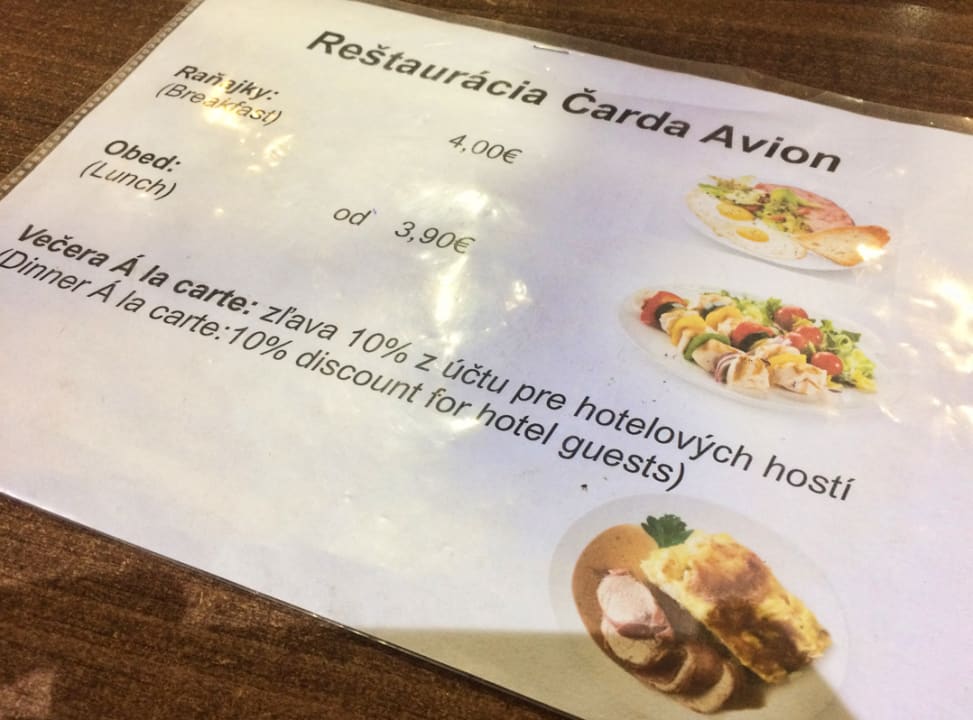 Reštaurácia Čarda Avion
Raňajky:
(Breakfast)
4,00€
Obed:
(Lunch)
od 3,90€
Večera Á la carte: zľava 10% z účtu pre hotelových hostí
(Dinner Á la carte:10% discount for hotel guests)